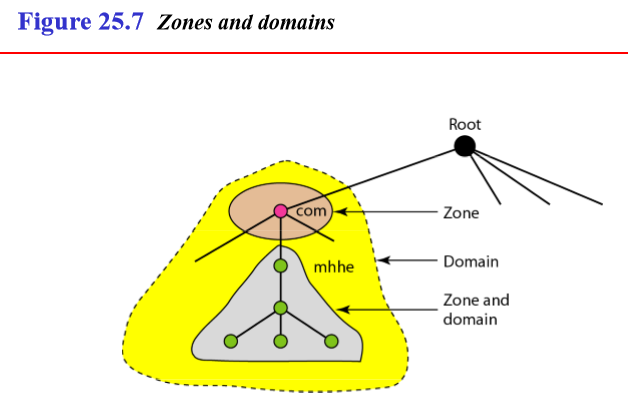 Figure 25.7 Zones and domains
Root
com
Zone
mhhe
Domain
Zone and
domain